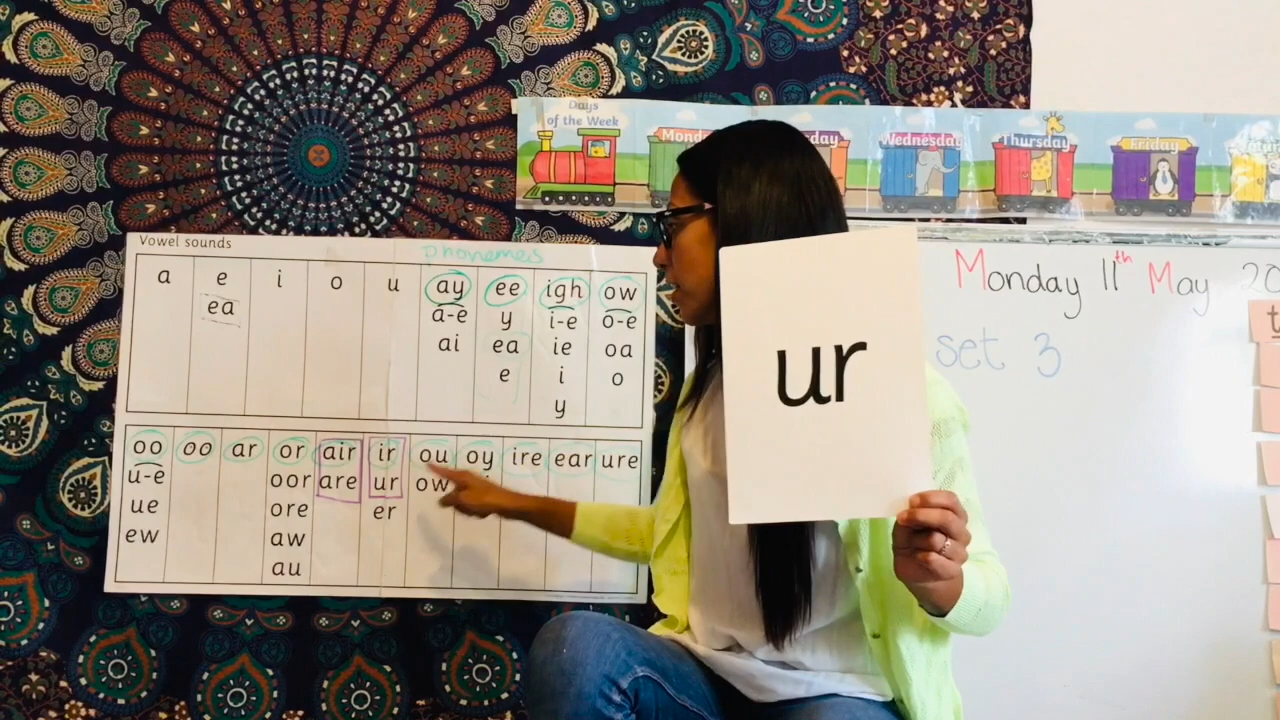 Days
of the Week
Wednesday
Thursday
Friday
Vowel sounds
phonemes
a e i o u ay ee igh ow
ea a-e y i-e o-e
ai ea ie oa
e i o
y
oo oo ar or air ir ou oy ire ear ure
u-e oor are ur ow
ue ore er
ew aw
au
ur
Monday 11th May 20
set 3